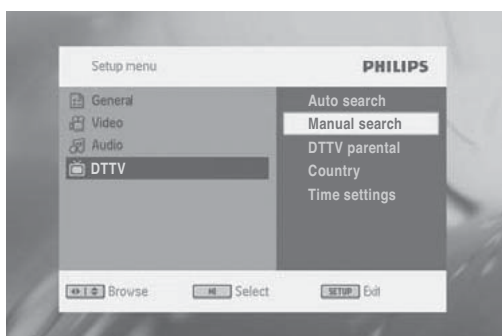 Setup menu
PHILIPS
General
Video
Audio
DTTV
Auto search
Manual search
DTTV parental
Country
Time settings
Browse
Select
SETUP Exit